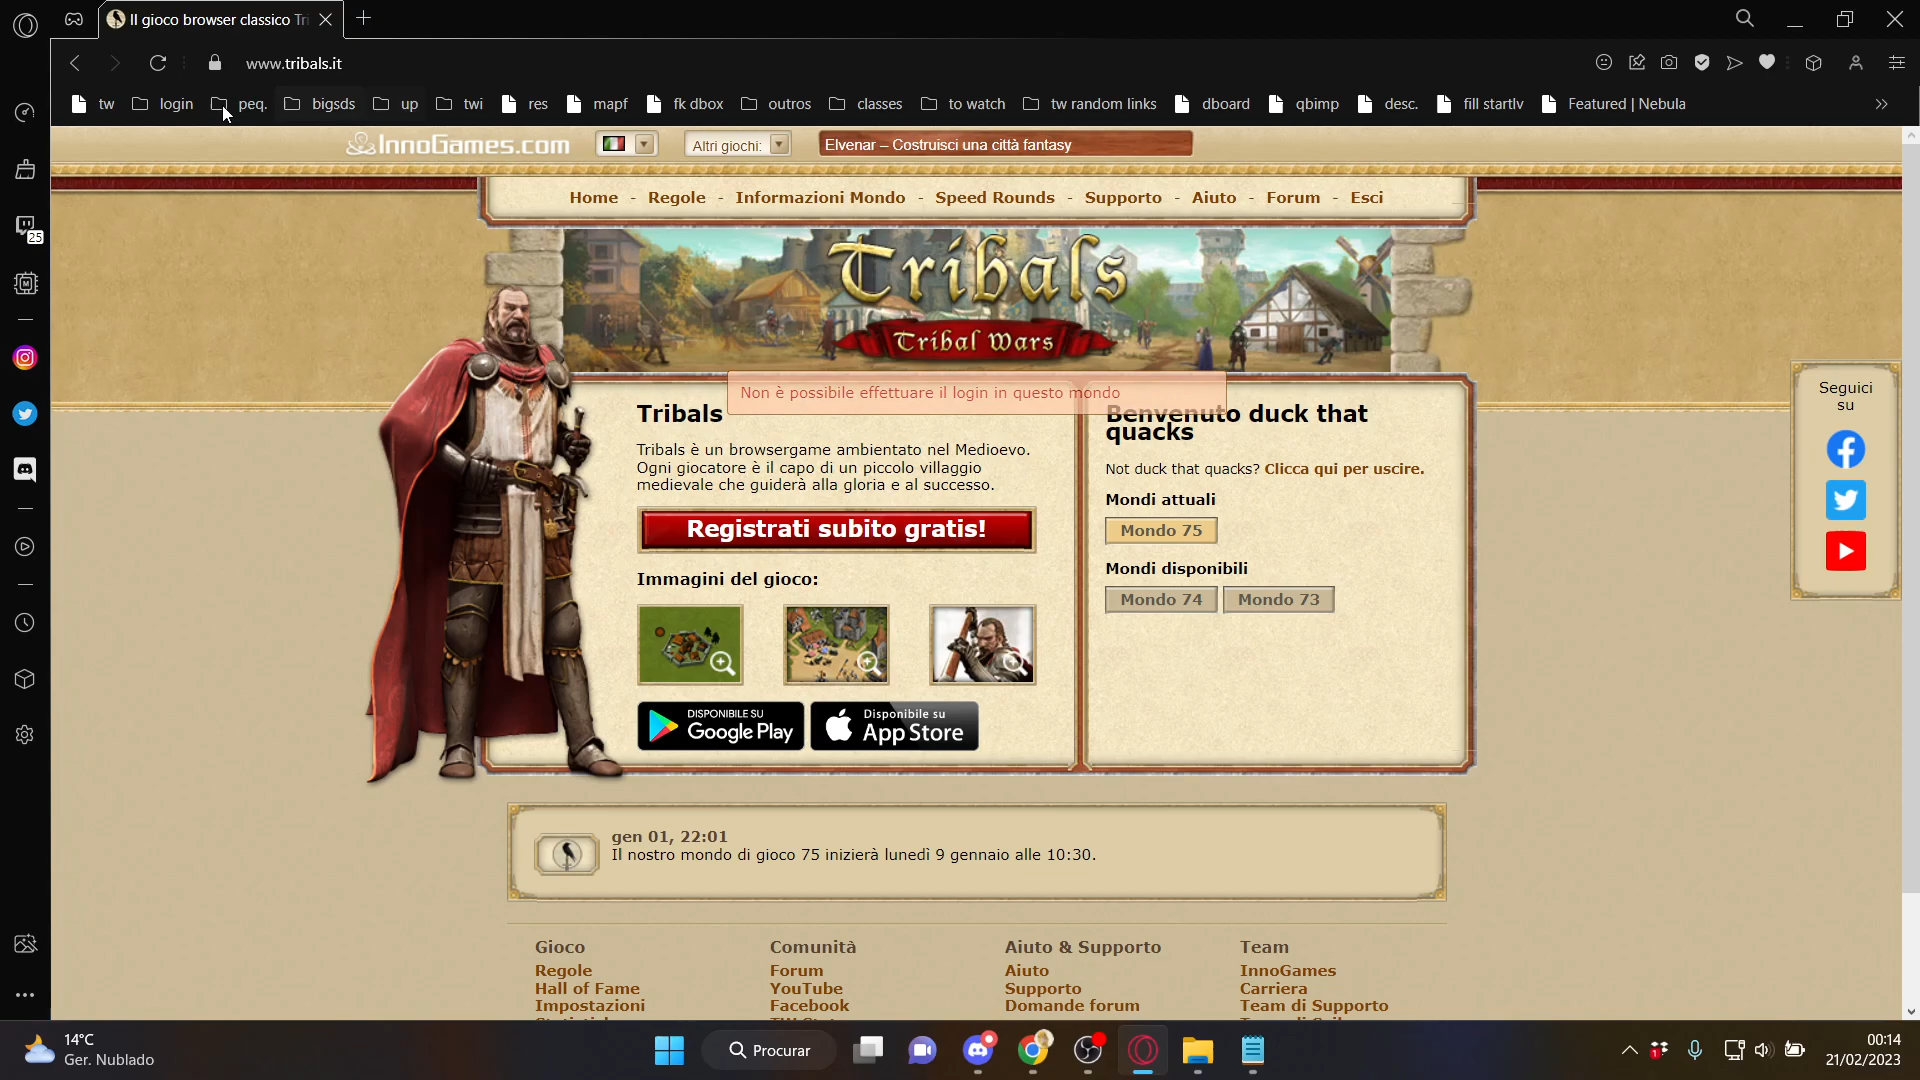 Il gioco browser classico Tri
www.tribals.it
tw
login
peq.
bigsds
up
twi
res
mapf
fk dbox
outros
classes
to watch
tw random links
dboard
qbimp
desc.
fill startlv
Featured | Nebula
25
InnoGames.com
Altri giochi:
Elvenar – Costruisci una città fantasy
Home - Regole - Informazioni Mondo - Speed Rounds - Supporto - Aiuto - Forum - Esci
Tribals
Tribal Wars
Non è possibile effettuare il login in questo mondo
Tribals
Tribals è un browsergame ambientato nel Medioevo.
Ogni giocatore è il capo di un piccolo villaggio
medievale che guiderà alla gloria e al successo.
Registrati subito gratis!
Immagini del gioco:
DISPONIBILE SU
Google Play
Disponibile su
App Store
Benvenuto duck that
quacks
Not duck that quacks? Clicca qui per uscire.
Mondi attuali
Mondo 75
Mondi disponibili
Mondo 74
Mondo 73
Seguici
su
gen 01, 22:01
Il nostro mondo di gioco 75 inizierà lunedì 9 gennaio alle 10:30.
Gioco
Regole
Hall of Fame
Impostazioni
Comunità
Forum
YouTube
Facebook
Aiuto & Supporto
Aiuto
Supporto
Domande forum
Team
InnoGames
Carriera
Team di Supporto
14°C
Ger. Nublado
Procurar
1
00:14
21/02/2023